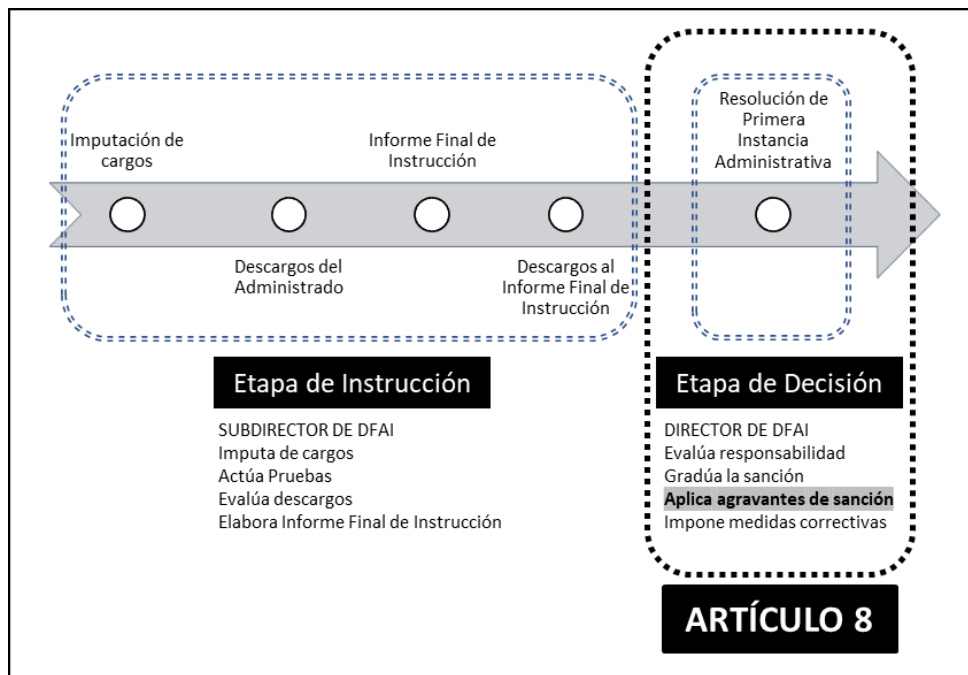 Imputación de
cargos
Descargos del
Administrado
Informe Final de
Instrucción
Descargos al
Informe Final de
Instrucción
Resolución de
Primera
Instancia
Administrativa
Etapa de Instrucción
SUBDIRECTOR DE DFAI
Imputa de cargos
Actúa Pruebas
Evalúa descargos
Elabora Informe Final de Instrucción
Etapa de Decisión
DIRECTOR DE DFAI
Evalúa responsabilidad
Gradúa la sanción
Aplica agravantes de sanción
Impone medidas correctivas
ARTÍCULO 8